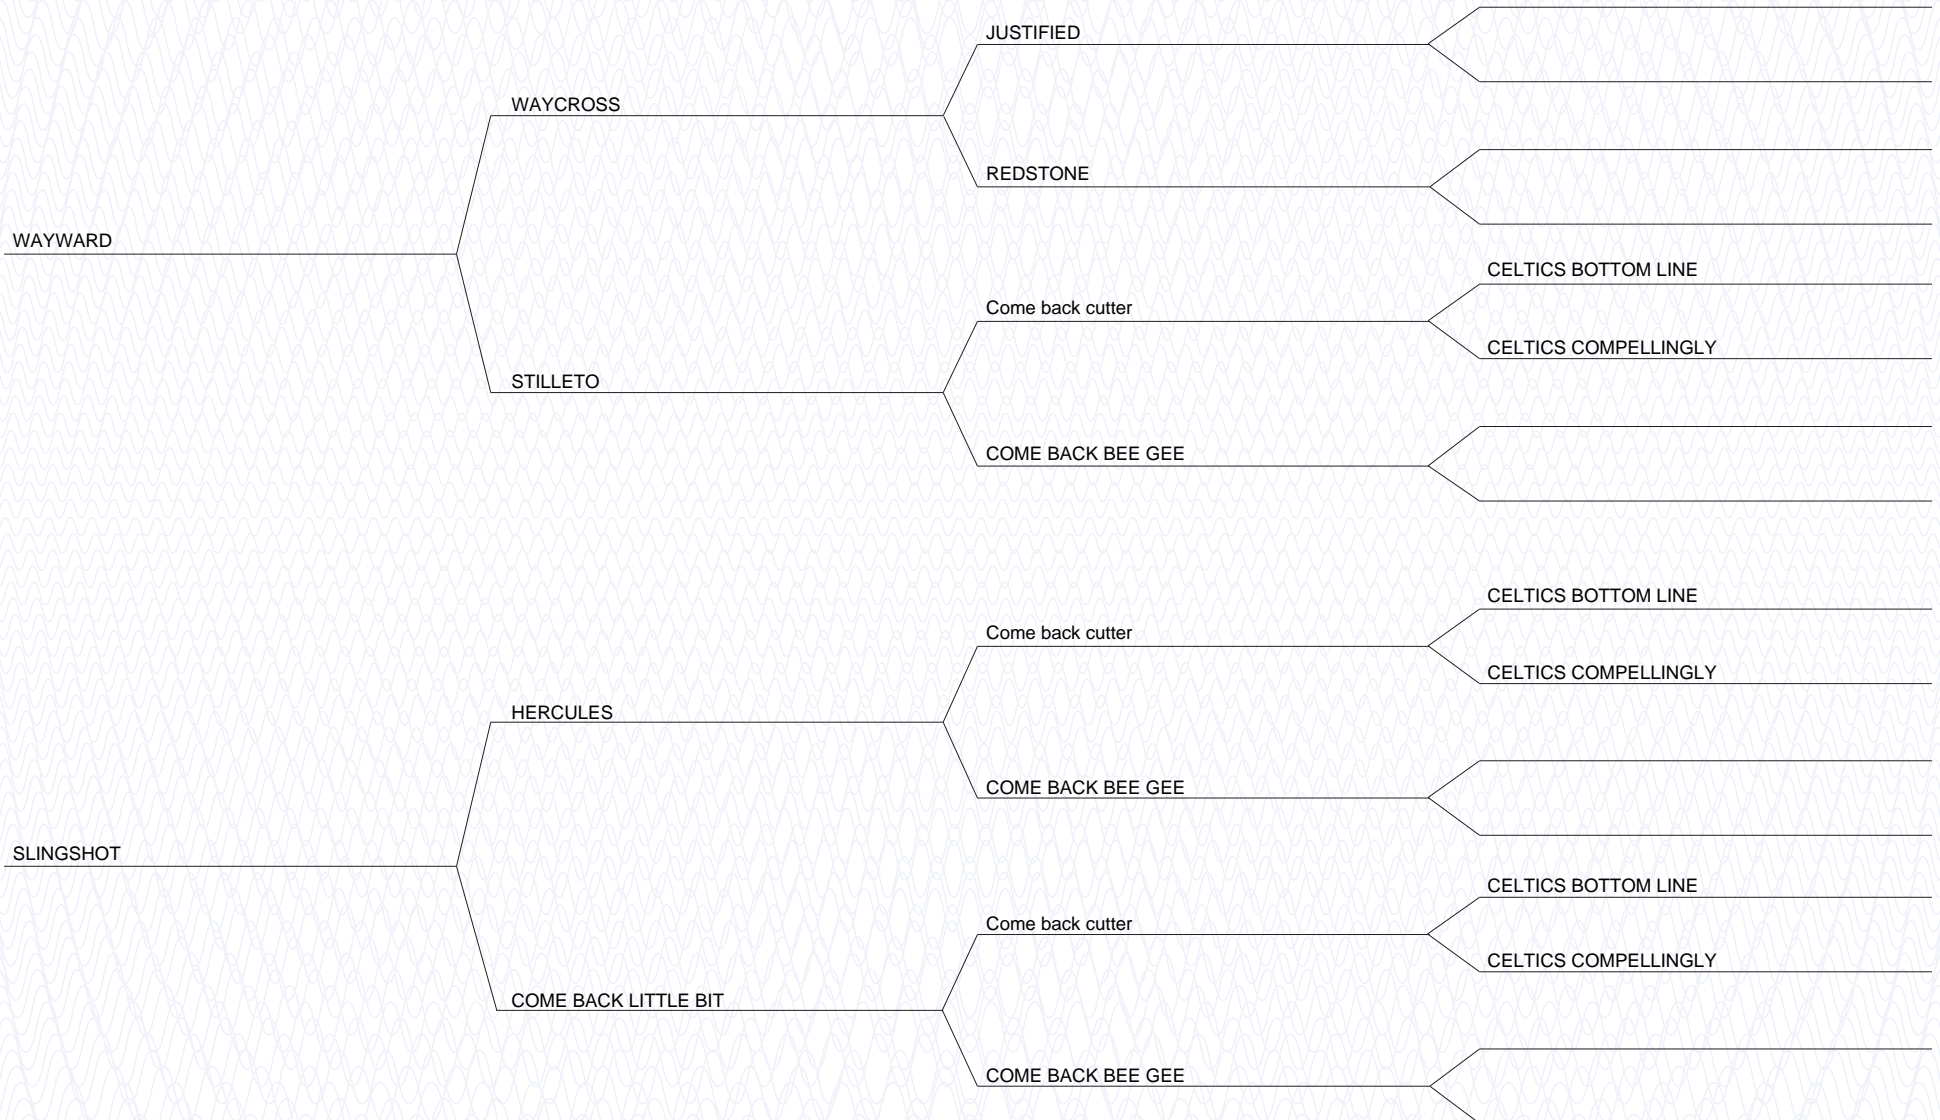 JUSTIFIED
WAYCROSS
REDSTONE
WAYWARD
CELTICS BOTTOM LINE
Come back cutter
CELTICS COMPELLINGLY
STILLETO
COME BACK BEE GEE
CELTICS BOTTOM LINE
Come back cutter
CELTICS COMPELLINGLY
HERCULES
COME BACK BEE GEE
SLINGSHOT
CELTICS BOTTOM LINE
Come back cutter
CELTICS COMPELLINGLY
COME BACK LITTLE BIT
COME BACK BEE GEE